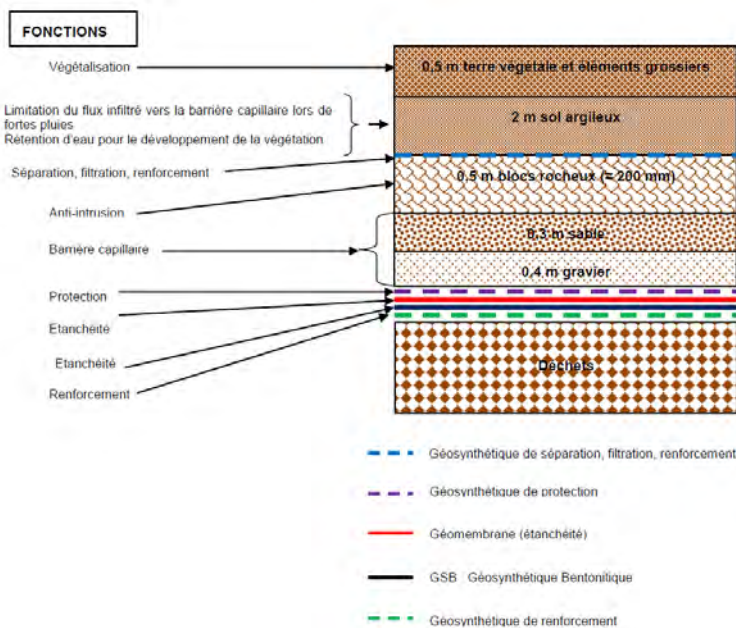 FONCTIONS
Végétalisation
0,5 m terre végétale et éléments grossiers
Limitation du flux infiltré vers la barrière capillaire lors de
fortes pluies
Rétention d'eau pour le développement de la végétation
2 m sol argileux
Séparation, filtration, renforcement
0.5 m blocs rocheux (= 200 mm)
Anti-intrusion
0,3 m sable
Barrière capillaire
0,4 m gravier
Protection
Etanchéité
Etanchéité
Renforcement
Déchets
Géosynthétique de séparation, filtration, renforcement
Géosynthétique de protection
Géomembrane (étanchéité)
GSB Géosynthétique Bentonitique
Géosynthétique de renforcement